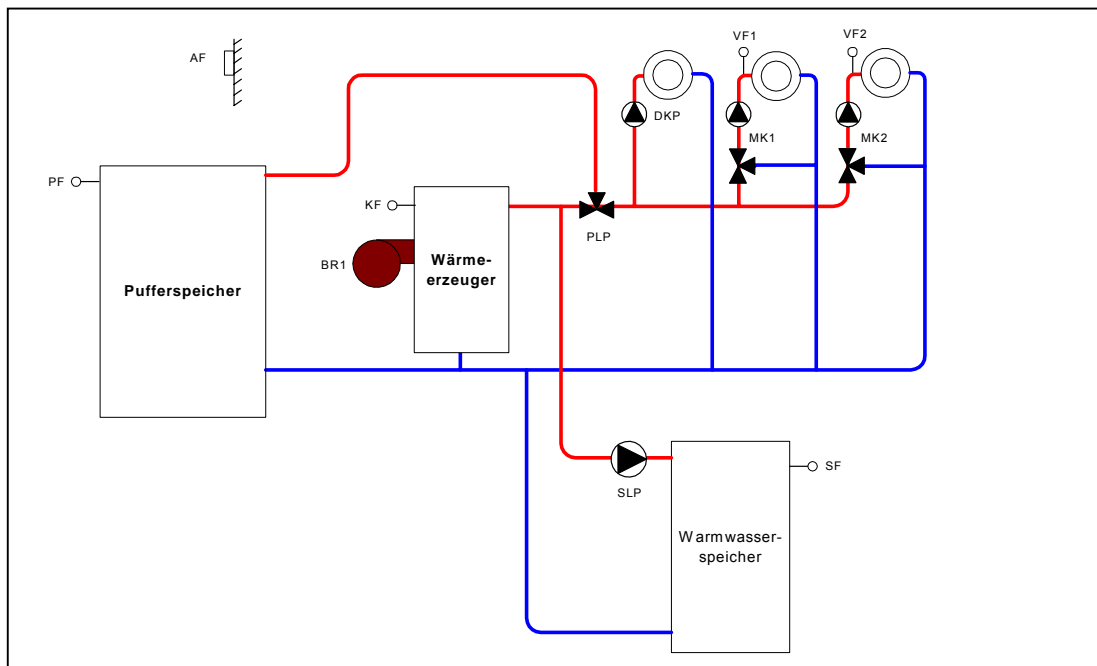 AF
VF1
VF2
DKP
MK1
MK2
PF
KF
PLP
BR1
Wärme-
erzeuger
Pufferspeicher
SLP
SF
Warmwasser-
speicher